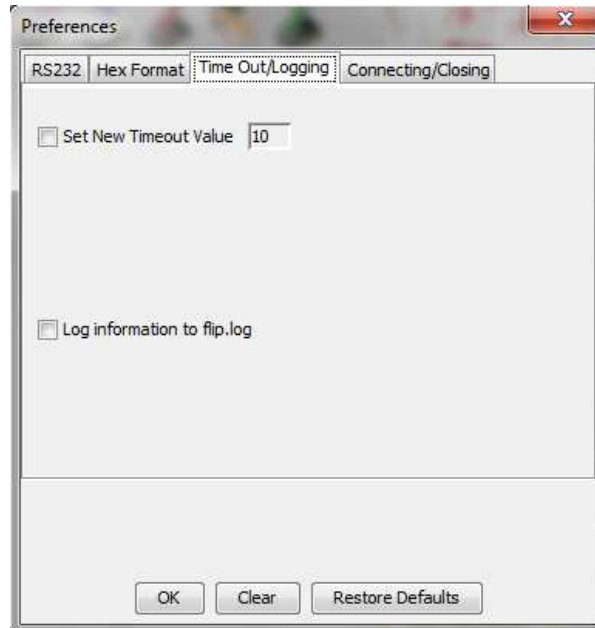 Preferences
RS232 Hex Format Time Out/Logging Connecting/Closing
Set New Timeout Value 10
Log information to flip.log
OK Clear Restore Defaults